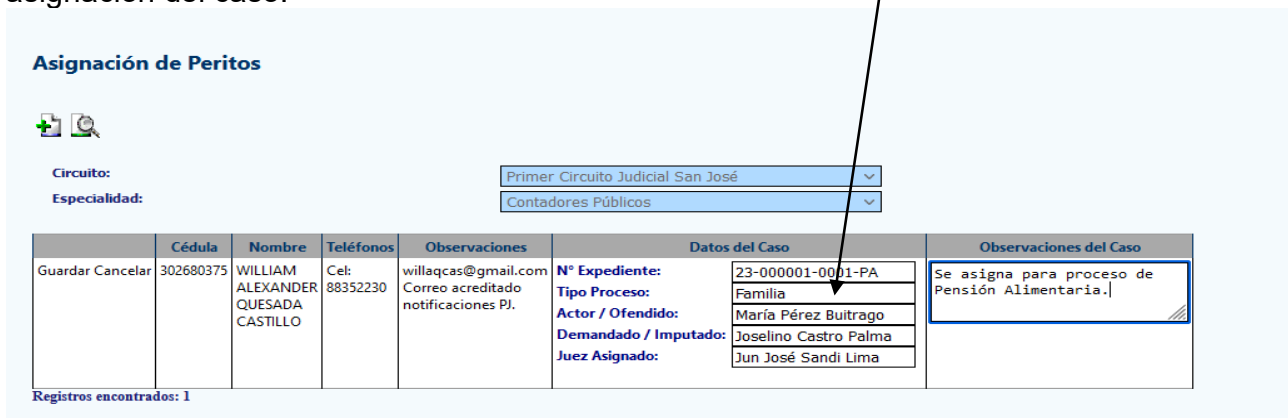 asignación del caso.
Asignación de Peritos
Circuito:
Primer Circuito Judicial San José
Especialidad:
Contadores Públicos
Cédula Nombre Teléfonos Observaciones Datos del Caso Observaciones del Caso
Guardar Cancelar 302680375 WILLIAM ALEXANDER QUESADA CASTILLO Cel: 88352230 willaqcas@gmail.com Correo acreditado notificaciones PJ.
N° Expediente: 23-000001-0001-PA
Tipo Proceso: Familia
Actor / Ofendido: María Pérez Buitrago
Demandado / Imputado: Joselino Castro Palma
Juez Asignado: Jun José Sandi Lima
Se asigna para proceso de
Pensión Alimentaria.
Registros encontrados: 1